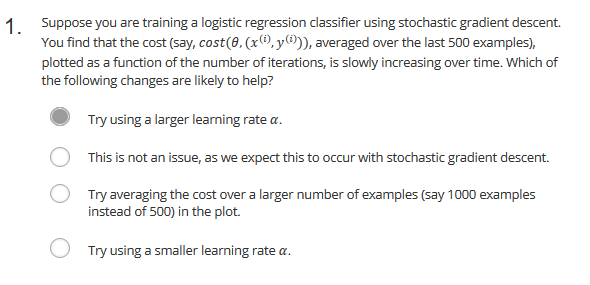 1. Suppose you are training a logistic regression classifier using stochastic gradient descent.
You find that the cost (say, cost(θ, (x⁽ⁱ⁾, y⁽ⁱ⁾)), averaged over the last 500 examples),
plotted as a function of the number of iterations, is slowly increasing over time. Which of
the following changes are likely to help?
Try using a larger learning rate α.
This is not an issue, as we expect this to occur with stochastic gradient descent.
Try averaging the cost over a larger number of examples (say 1000 examples
instead of 500) in the plot.
Try using a smaller learning rate α.